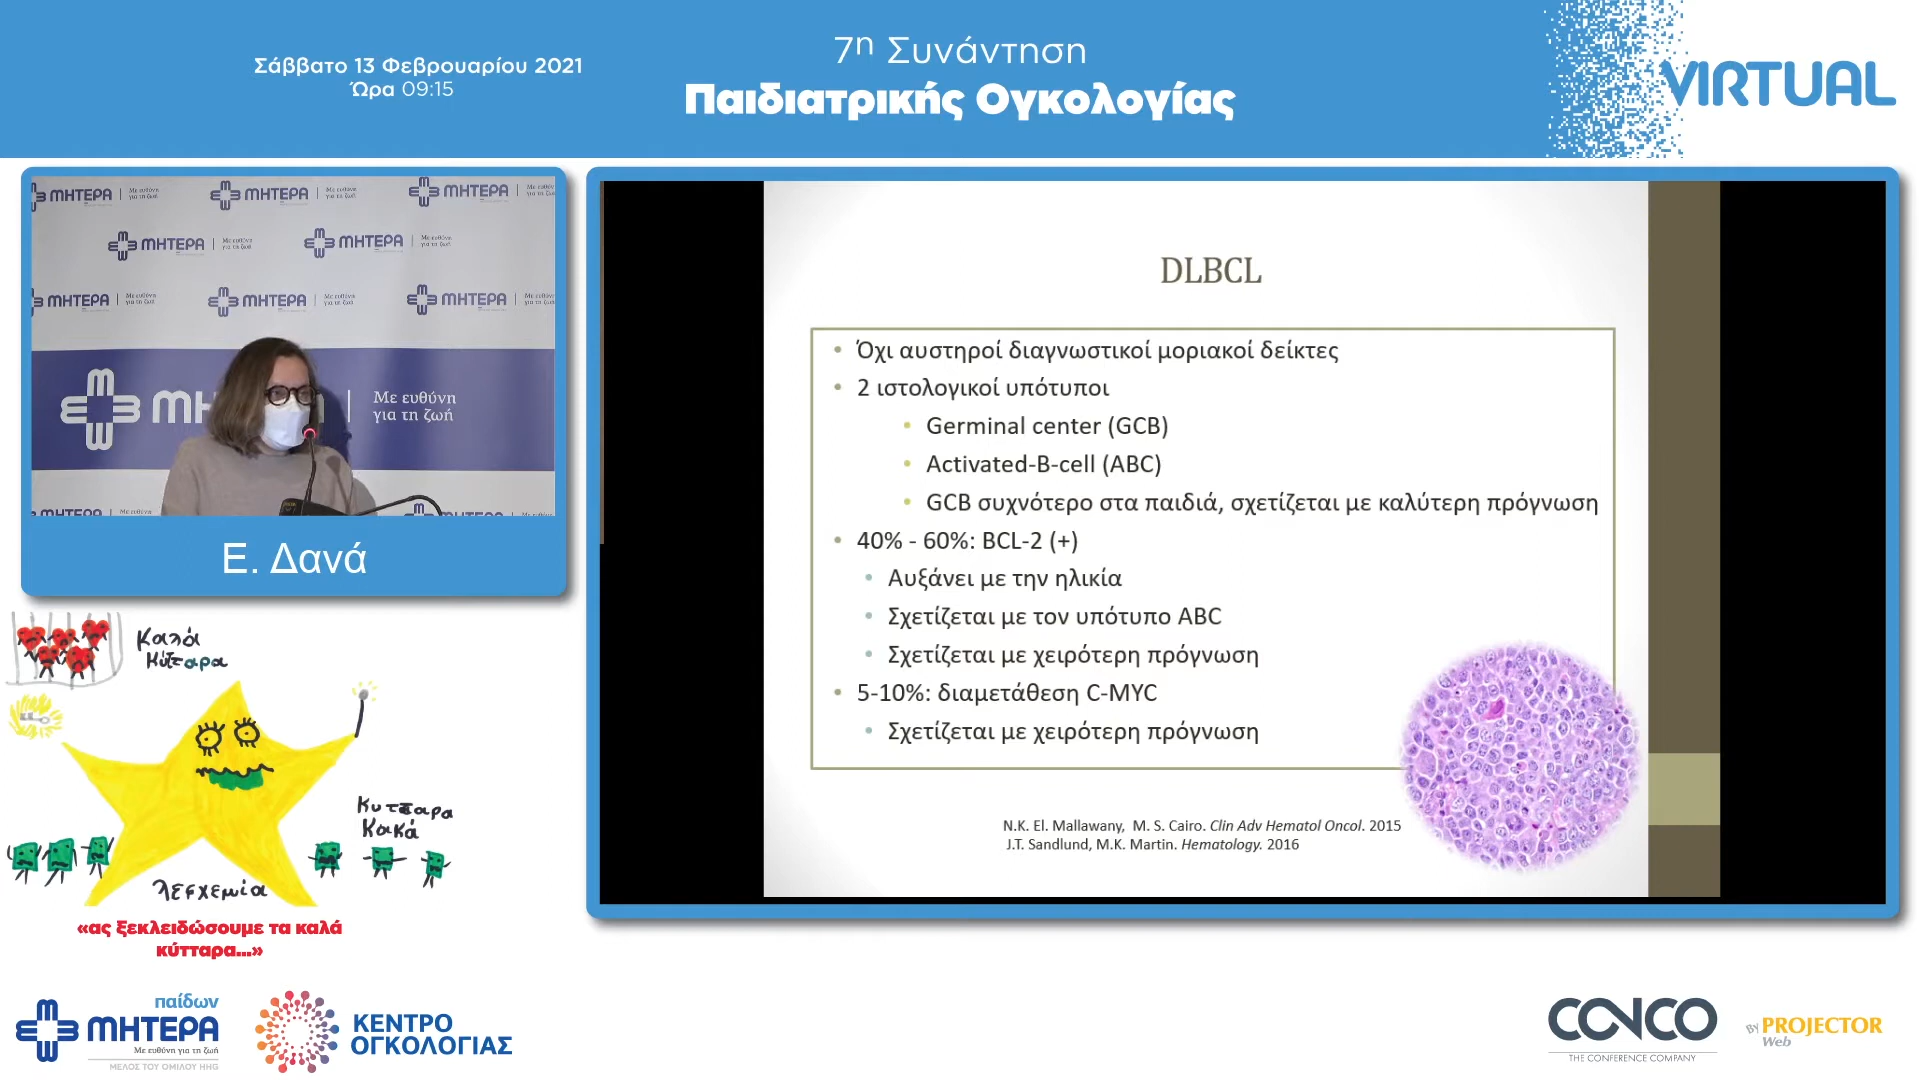 Σάββατο 13 Φεβρουαρίου 2021
Ώρα 09:15
7η Συνάντηση
Παιδιατρικής Ογκολογίας
VIRTUAL
ΜΗΤΕΡΑ
Με ευθύνη
για τη ζωή
Ε. Δανά
DLBCL
• Όχι αυστηροί διαγνωστικοί μοριακοί δείκτες
• 2 ιστολογικοί υπότυποι
• Germinal center (GCB)
• Activated-B-cell (ABC)
• GCB συχνότερο στα παιδιά, σχετίζεται με καλύτερη πρόγνωση
• 40% - 60%: BCL-2 (+)
• Αυξάνει με την ηλικία
• Σχετίζεται με τον υπότυπο ABC
• Σχετίζεται με χειρότερη πρόγνωση
• 5-10%: διαμετάθεση C-MYC
• Σχετίζεται με χειρότερη πρόγνωση
N.K. El. Mallawany, M. S. Cairo. Clin Adv Hematol Oncol. 2015
J.T. Sandlund, M.K. Martin. Hematology. 2016
Καλά
Κύτταρα
Κυτταρα
Κακά
λεφχεμία
«ας ξεκλειδώσουμε τα καλά
κύτταρα...»
παίδων
ΜΗΤΕΡΑ
Με ευθύνη για τη ζωή
ΜΕΛΟΣ ΤΟΥ ΟΜΙΛΟΥ HHG
ΚΕΝΤΡΟ
ΟΓΚΟΛΟΓΙΑΣ
CONCO
THE CONFERENCE COMPANY
BY PROJECTOR
Web